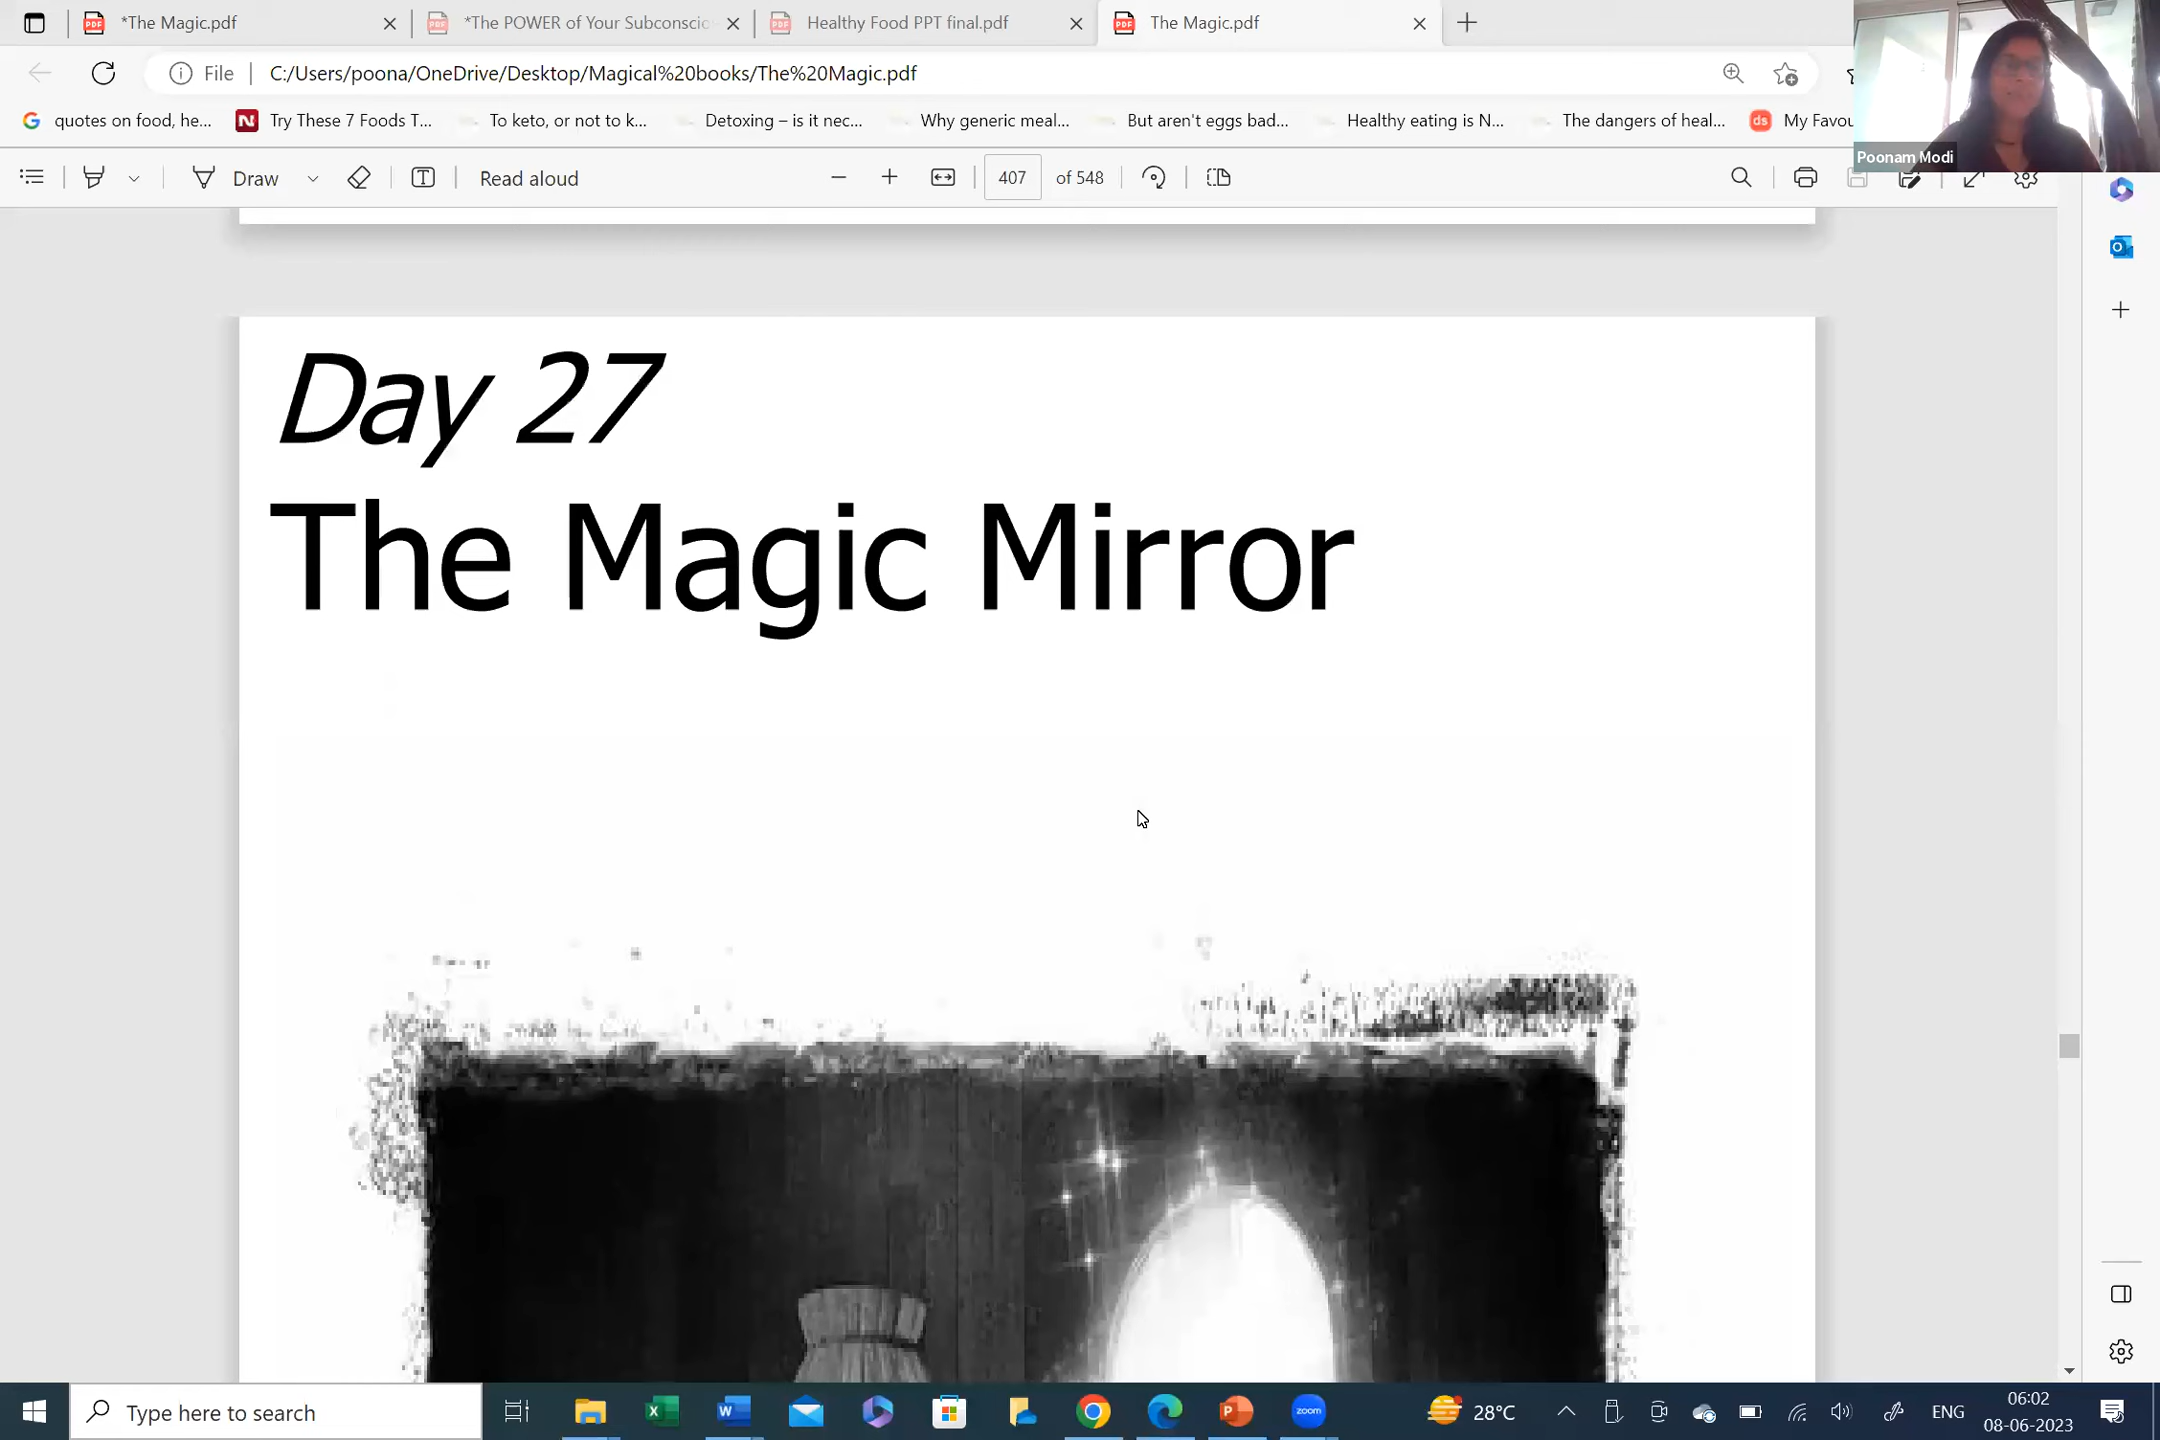 *The Magic.pdf
*The POWER of Your Subconscio
Healthy Food PPT final.pdf
The Magic.pdf
File
C:/Users/poona/OneDrive/Desktop/Magical%20books/The%20Magic.pdf
quotes on food, he...
Try These 7 Foods T...
To keto, or not to k...
Detoxing – is it nec...
Why generic meal...
But aren't eggs bad...
Healthy eating is N...
The dangers of heal...
ds
My Favou
Poonam Modi
Draw
Read aloud
407
of 548
Day 27
The Magic Mirror
Type here to search
zoom
28°C
ENG
06:02
08-06-2023